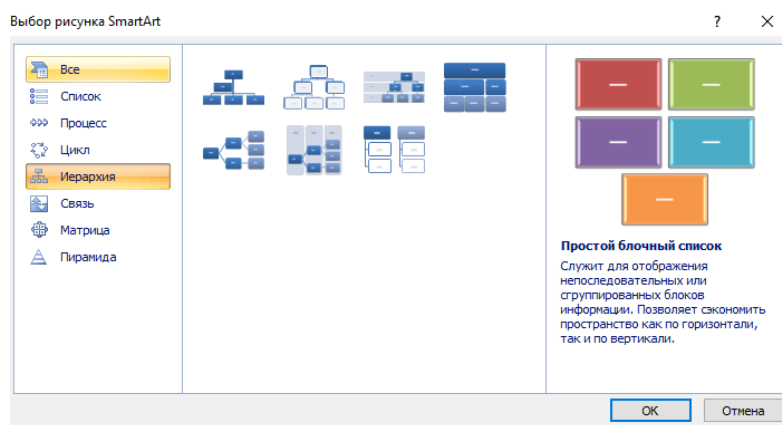 Выбор рисунка SmartArt
?
Все
Список
Процесс
Цикл
Иерархия
Связь
Матрица
Пирамида
Простой блочный список
Служит для отображения
непоследовательных или
сгруппированных блоков
информации. Позволяет сэкономить
пространство как по горизонтали,
так и по вертикали.
ОК
Отмена